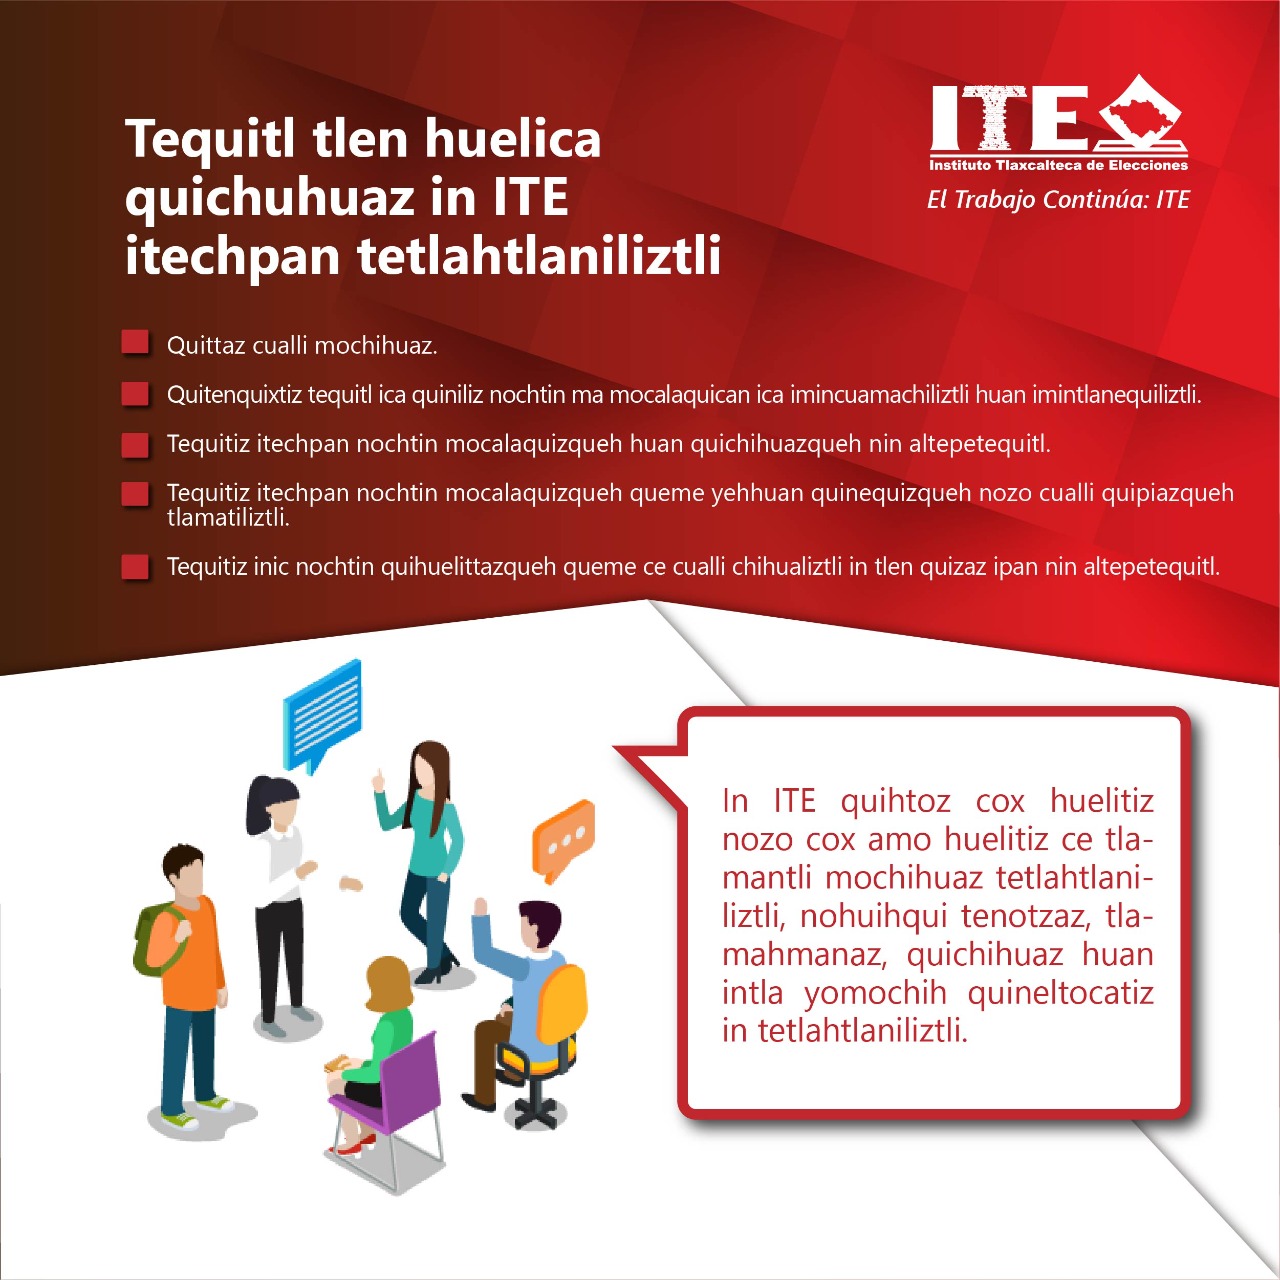 Tequitl tlen huelica
quichuhuaz in ITE
itechpan tetlahtlaniliztli
ITE
Instituto Tlaxcalteca de Elecciones
El Trabajo Continúa: ITE
Quittaz cualli mochihuaz.
Quitenquixtiz tequitl ica quiniliz nochtin ma mocalaquican ica imincuamachiliztli huan imintlanequiliztli.
Tequitiz itechpan nochtin mocalaquizqueh huan quichihuazqueh nin altepetequitl.
Tequitiz itechpan nochtin mocalaquizqueh queme yehhuan quinequizqueh nozo cualli quipiazqueh
tlamatiliztli.
Tequitiz inic nochtin quihuelittazqueh queme ce cualli chihualiztli in tlen quizaz ipan nin altepetequitl.
In ITE quihtoz cox huelitiz
nozo cox amo huelitiz ce tla-
mantli mochihuaz tetlahtlani-
liztli, nohuihqui tenotzaz, tla-
mahmanaz, quichihuaz huan
intla yomochih quineltocatiz
in tetlahtlaniliztli.